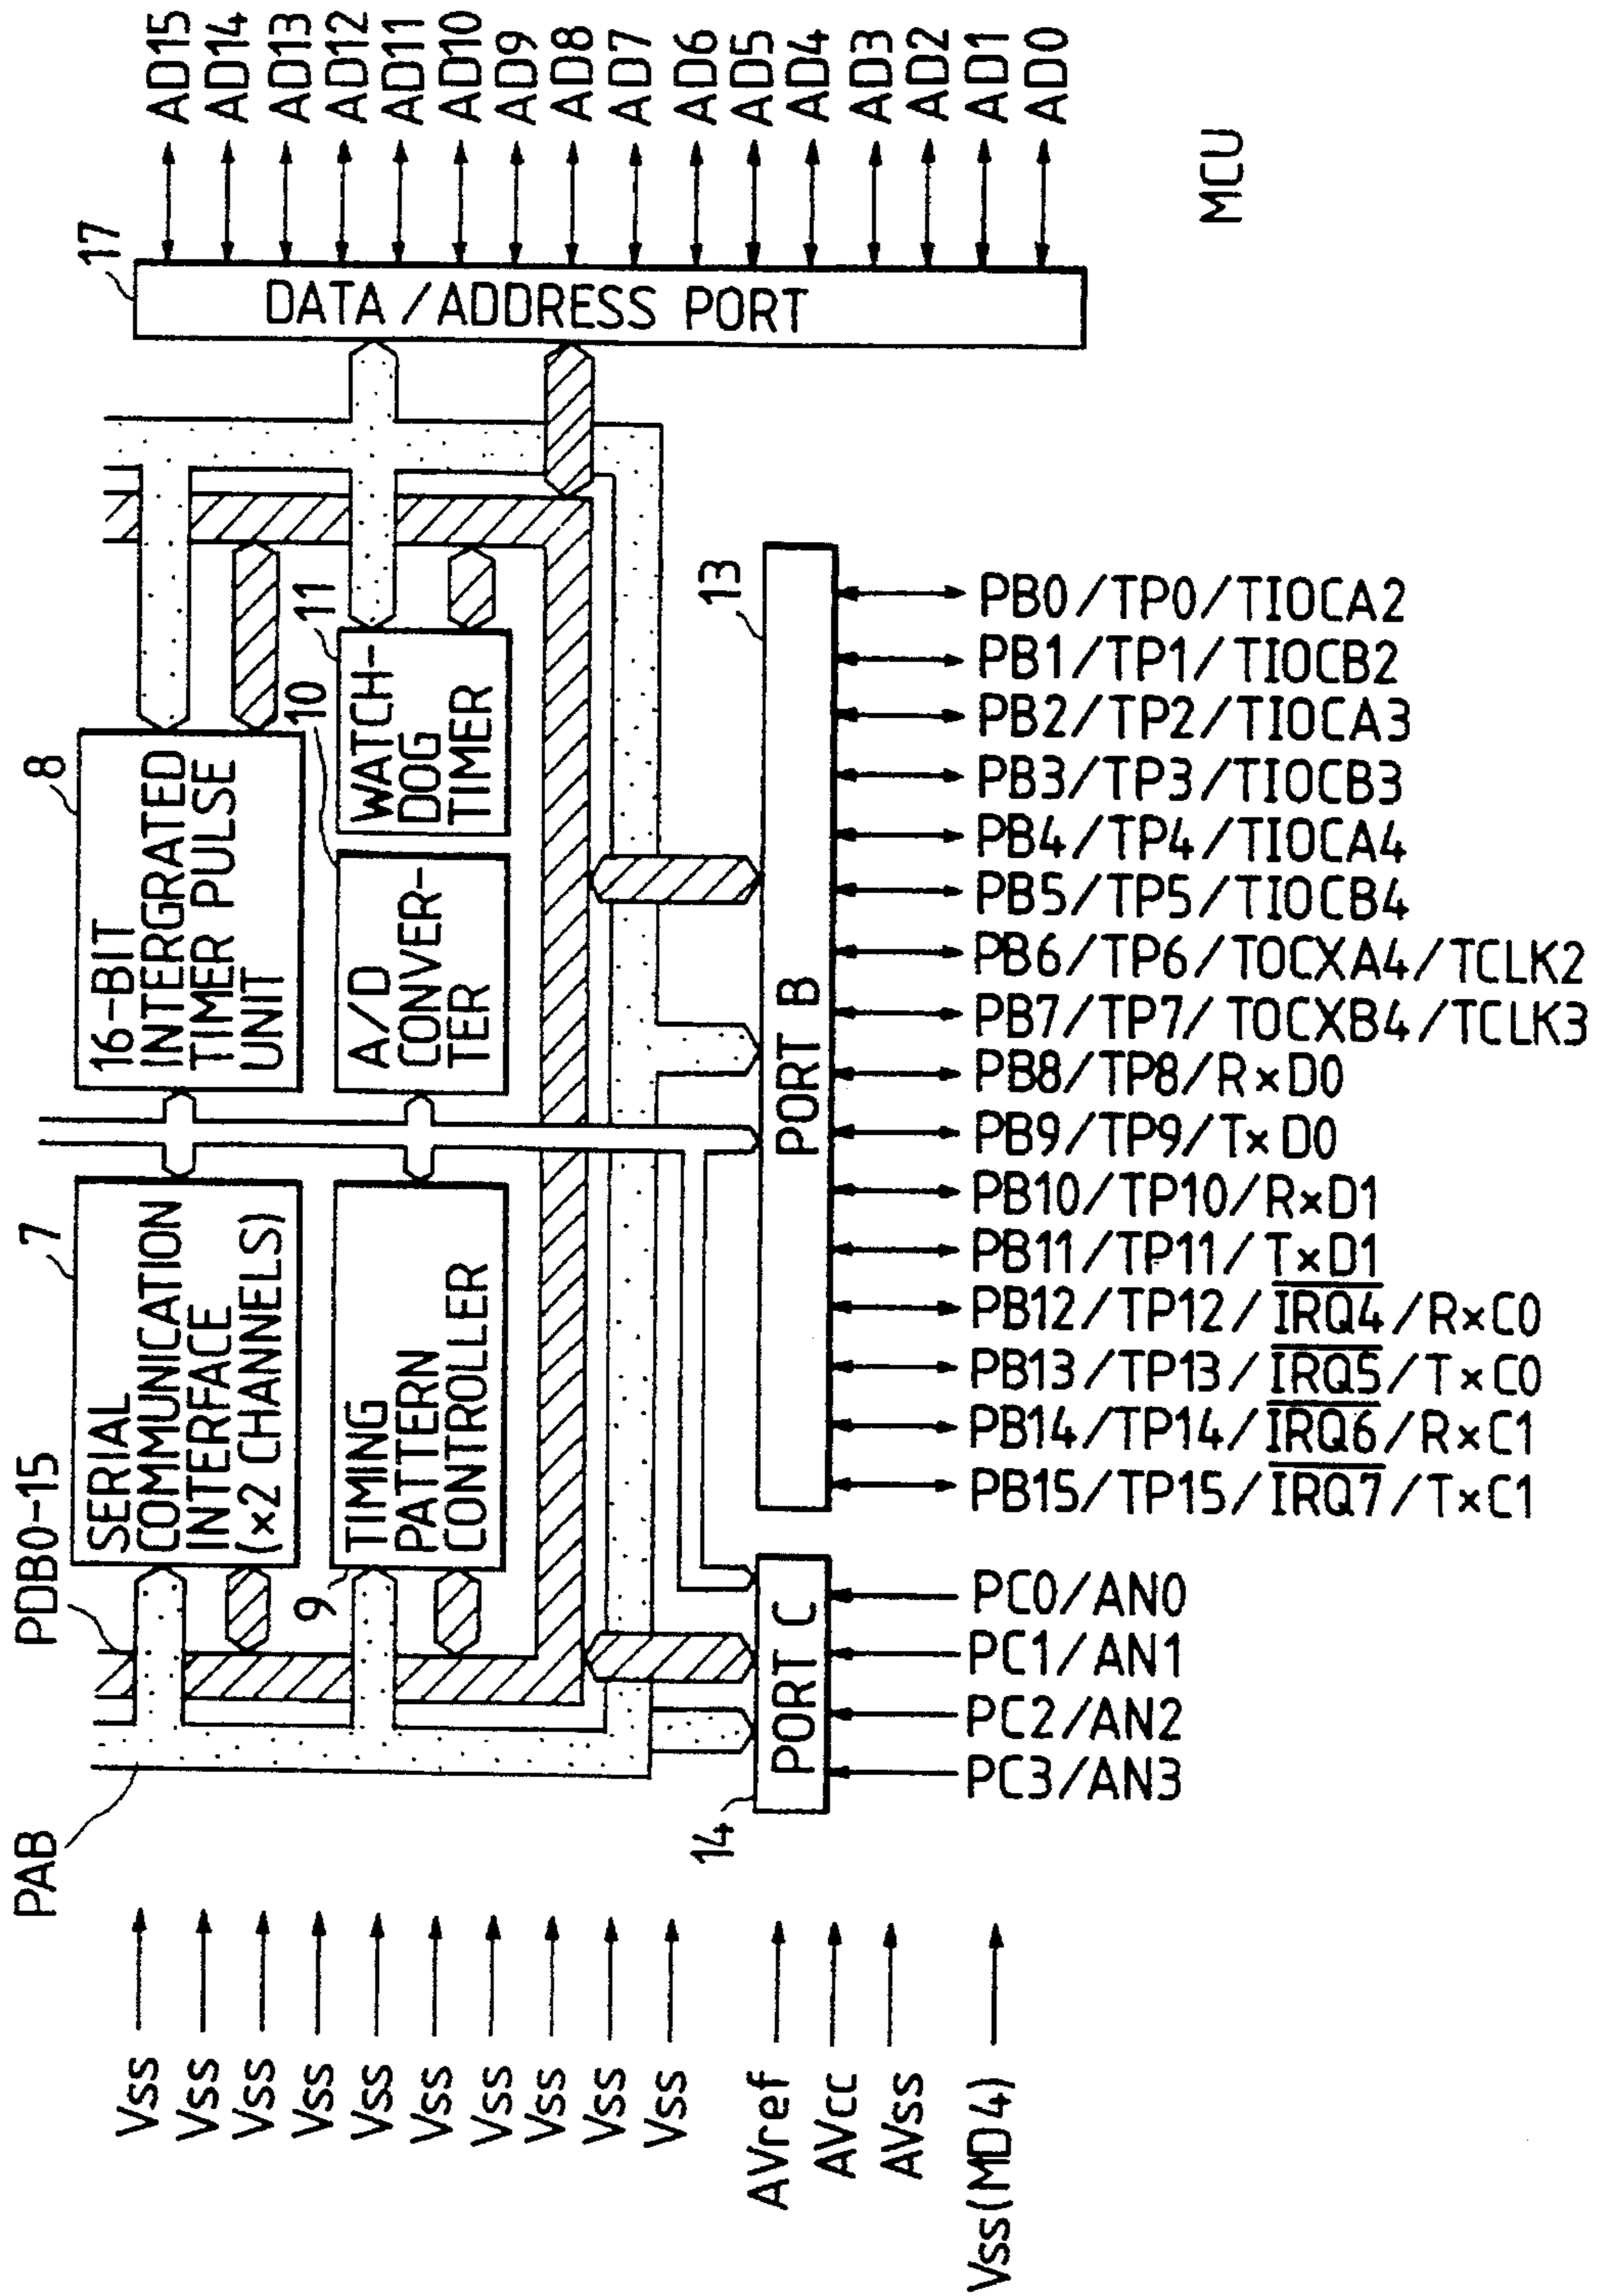 PAB
PDB0-15
7
SERIAL
COMMUNICATION
INTERFACE
(×2 CHANNELS)
8
16-BIT
INTERGRATED
TIMER PULSE
UNIT
9
TIMING
PATTERN
CONTROLLER
10
A/D
CONVER-
TER
11
WATCH-
DOG
TIMER
17
DATA/ADDRESS PORT
AD15
AD14
AD13
AD12
AD11
AD10
AD9
AD8
AD7
AD6
AD5
AD4
AD3
AD2
AD1
AD0
MCU
Vss
Vss
Vss
Vss
Vss
Vss
Vss
Vss
Vss
Vss
AVref
AVcc
AVss
Vss(MD4)
14
PORT C
13
PORT B
PB0/TP0/TIOCA2
PB1/TP1/TIOCB2
PB2/TP2/TIOCA3
PB3/TP3/TIOCB3
PB4/TP4/TIOCA4
PB5/TP5/TIOCB4
PB6/TP6/TOCXA4/TCLK2
PB7/TP7/TOCXB4/TCLK3
PB8/TP8/R×D0
PB9/TP9/T×D0
PB10/TP10/R×D1
PB11/TP11/T×D1
PB12/TP12/I̅R̅Q̅4̅/R×C0
PB13/TP13/I̅R̅Q̅5̅/T×C0
PB14/TP14/I̅R̅Q̅6̅/R×C1
PB15/TP15/I̅R̅Q̅7̅/T×C1
PC0/AN0
PC1/AN1
PC2/AN2
PC3/AN3